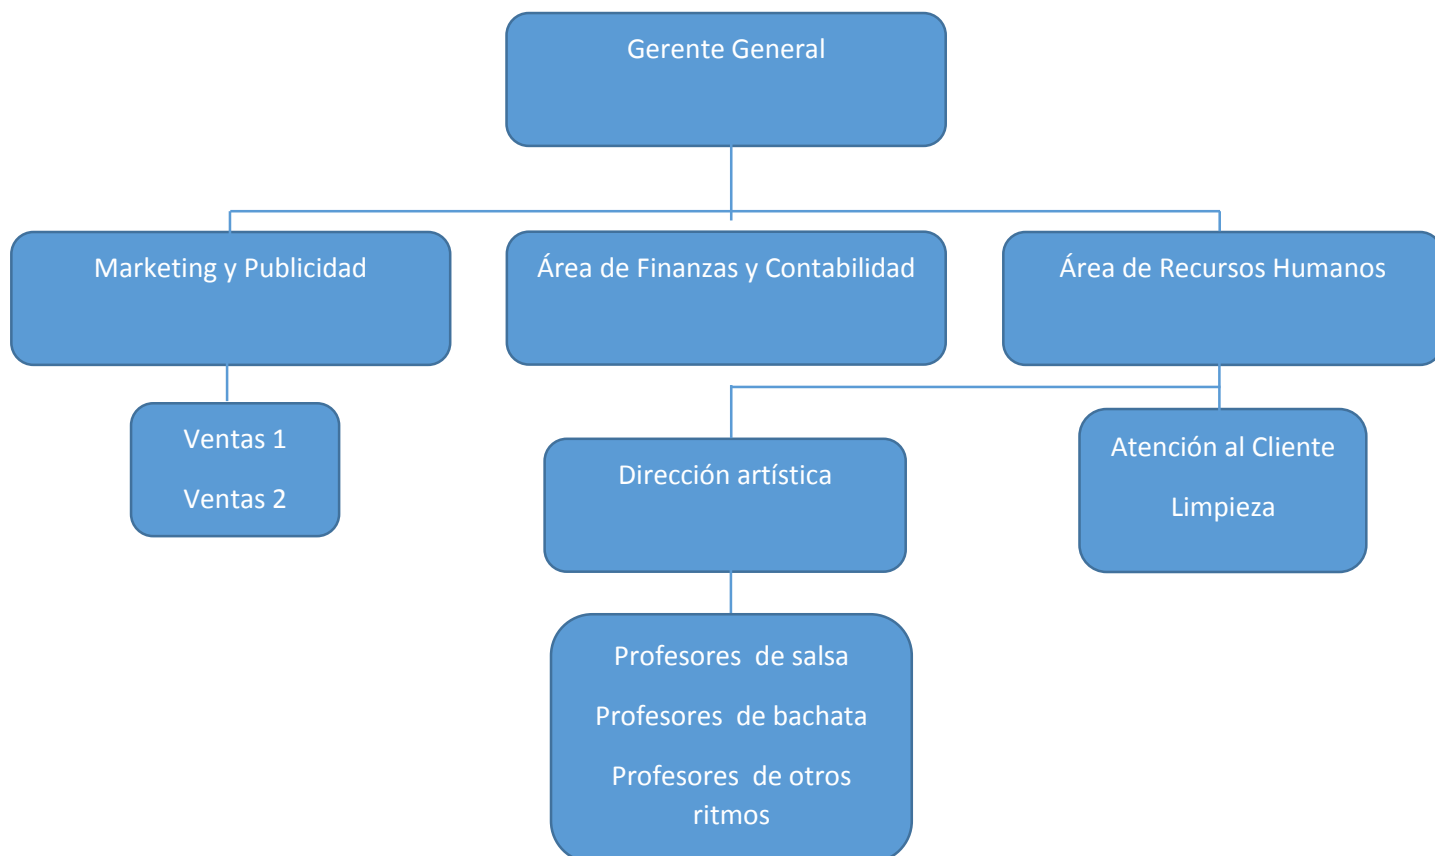 Gerente General
Marketing y Publicidad
Área de Finanzas y Contabilidad
Área de Recursos Humanos
Ventas 1
Ventas 2
Dirección artística
Atención al Cliente
Limpieza
Profesores  de salsa
Profesores  de bachata
Profesores  de otros
ritmos